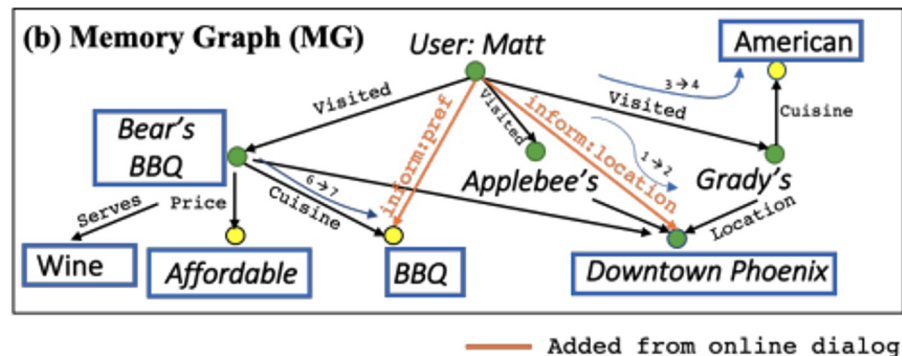 (b) Memory Graph (MG)
User: Matt
American
3→4
Visited
Visited
Visited
Cuisine
Bear's
BBQ
inform:pref
inform:location
1→2
6→7
Applebee's
Grady's
Serves
Price
Cuisine
Location
Wine
Affordable
BBQ
Downtown Phoenix
Added from online dialog